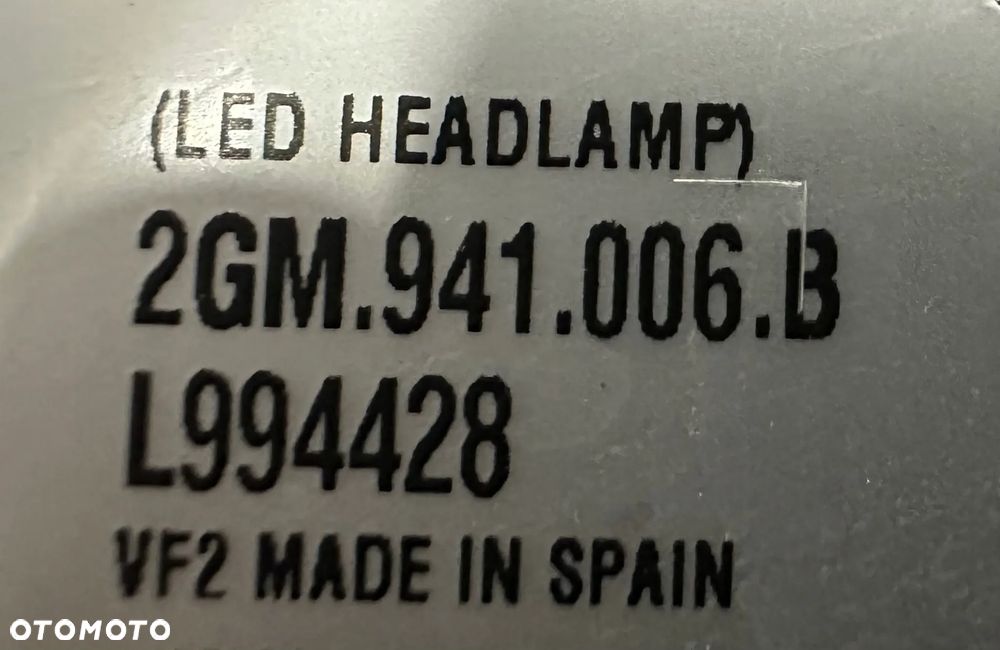 (LED HEADLAMP)
2GM.941.006.B
L994428
VF2 MADE IN SPAIN
OTOMOTO